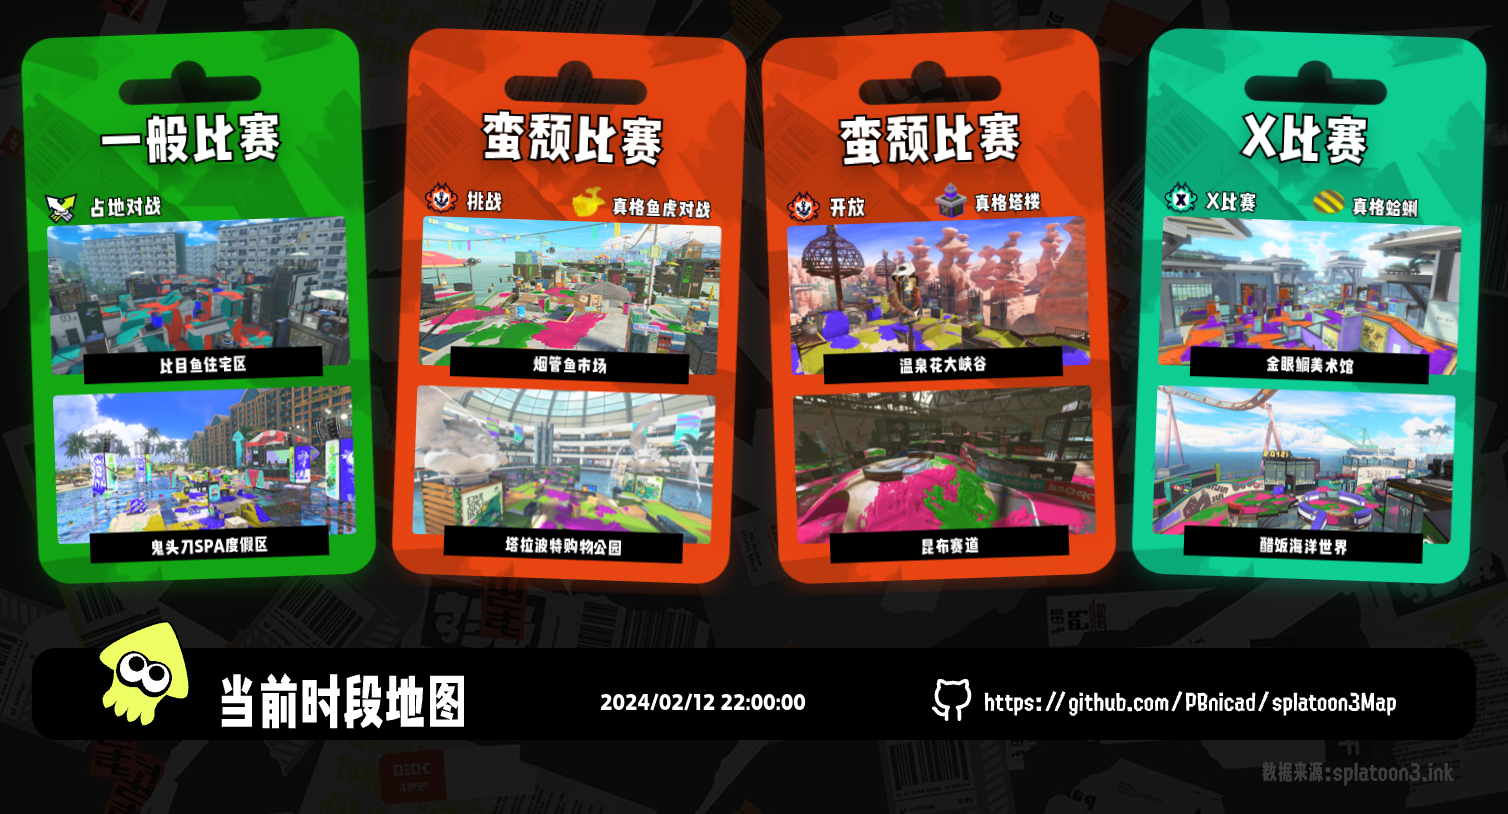 一般比赛
占地对战
比目鱼住宅区
鬼头刀SPA度假区
蛮颓比赛
挑战
真格鱼虎对战
烟管鱼市场
塔拉波特购物公园
蛮颓比赛
开放
真格塔楼
温泉花大峡谷
昆布赛道
X比赛
X比赛
真格蛤蜊
金眼鲷美术馆
醋饭海洋世界
当前时段地图
2024/02/12 22:00:00
https://github.com/PBnicad/splatoon3Map
数据来源:splatoon3.ink